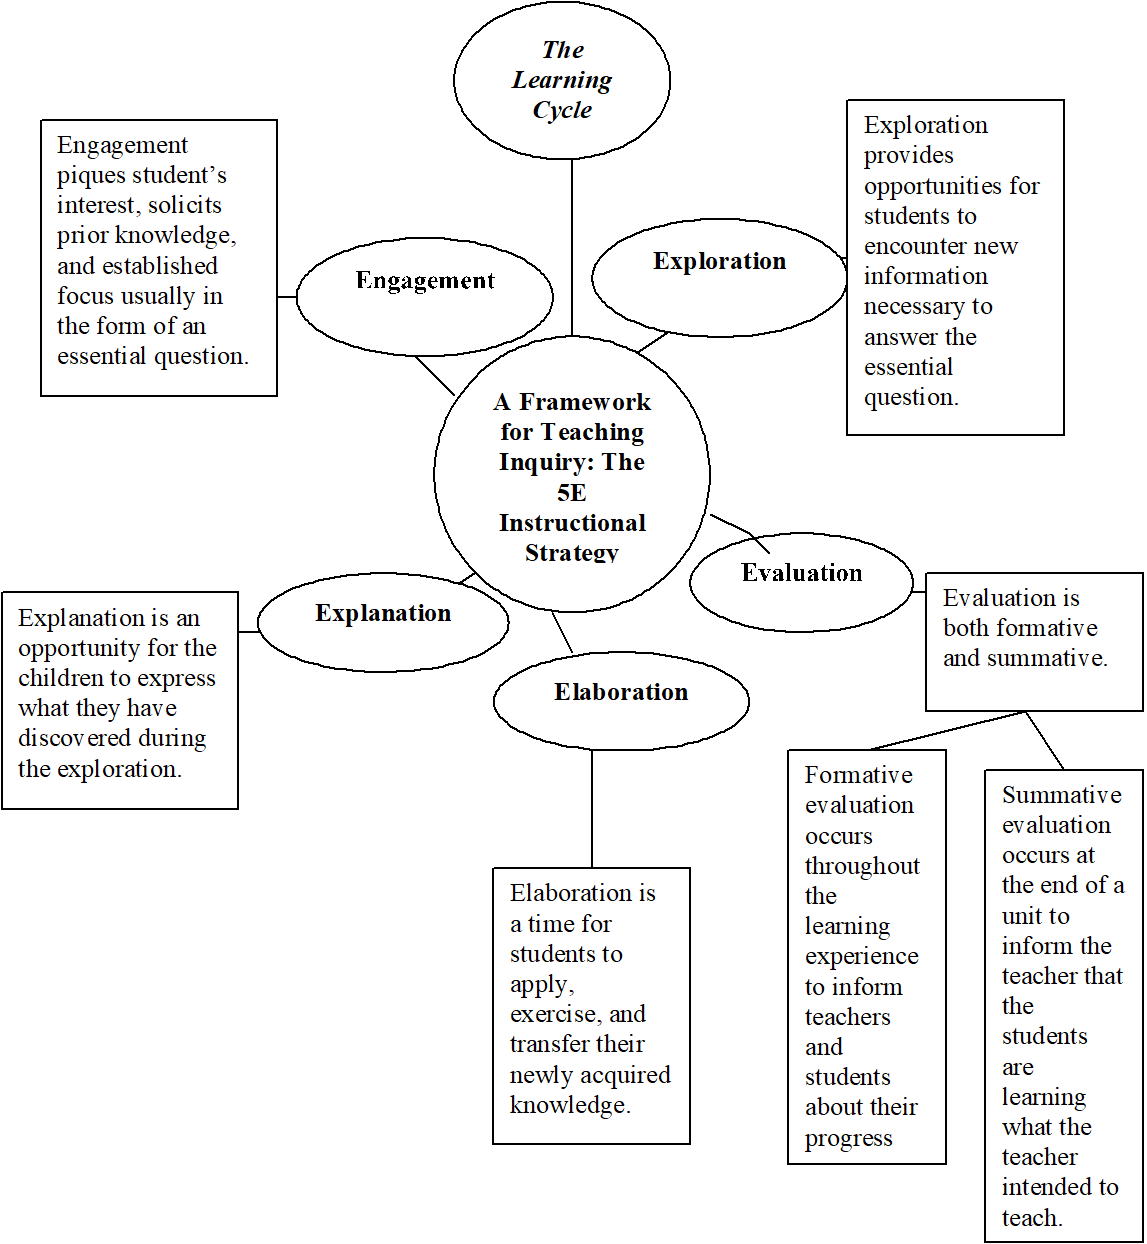 The
Learning
Cycle
Engagement
piques student’s
interest, solicits
prior knowledge,
and established
focus usually in
the form of an
essential question.
Engagement
Exploration
Exploration
provides
opportunities for
students to
encounter new
information
necessary to
answer the
essential
question.
A Framework
for Teaching
Inquiry: The
5E
Instructional
Strategy
Explanation is an
opportunity for the
children to express
what they have
discovered during
the exploration.
Explanation
Elaboration
Elaboration is
a time for
students to
apply,
exercise, and
transfer their
newly acquired
knowledge.
Evaluation
Evaluation is
both formative
and summative.
Formative
evaluation
occurs
throughout
the
learning
experience
to inform
teachers
and
students
about their
progress
Summative
evaluation
occurs at
the end of a
unit to
inform the
teacher that
the
students
are
learning
what the
teacher
intended to
teach.